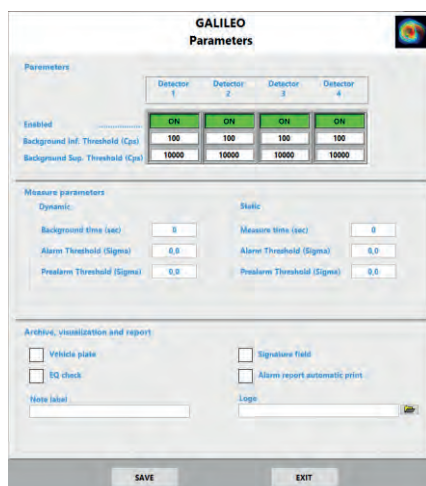 GALILEO
Parameters
Parameters
Detector 1 Detector 2 Detector 3 Detector 4
Enabled .................... ON ON ON ON
Background Inf. Threshold (Cps) 100 100 100 100
Background Sup. Threshold (Cps) 10000 10000 10000 10000
Measure parameters
Dynamic Static
Background time (sec) 0 Measure time (sec) 0
Alarm Threshold (Sigma) 0,0 Alarm Threshold (Sigma) 0,0
Prealarm Threshold (Sigma) 0,0 Prealarm Threshold (Sigma) 0,0
Archive, visualization and report
Vehicle plate Signature field
EQ check Alarm report automatic print
Note label Logo
SAVE EXIT